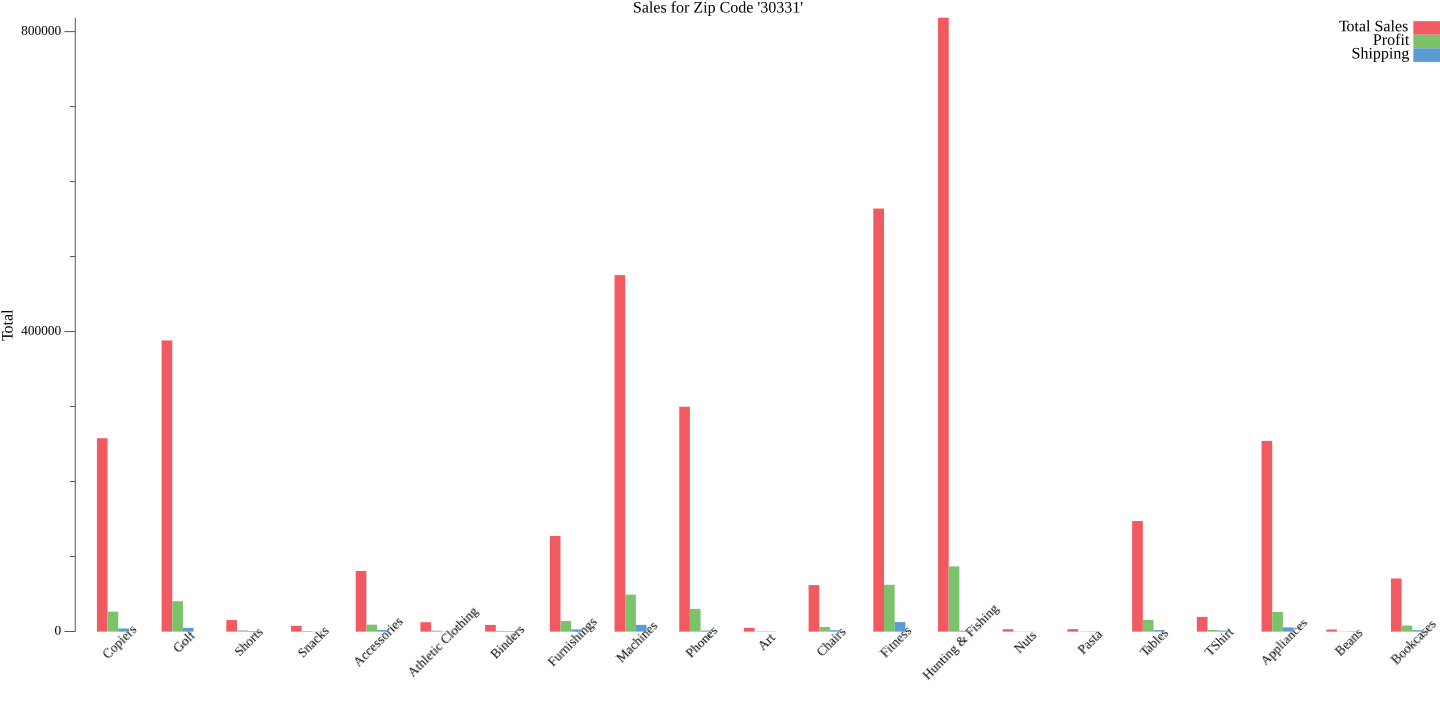 Sales for Zip Code '30331'
Total Sales
Profit
Shipping
Total
800000
400000
0
Copiers
Golf
Shorts
Snacks
Accessories
Athletic Clothing
Binders
Furnishings
Machines
Phones
Art
Chairs
Fitness
Hunting & Fishing
Nuts
Pasta
Tables
TShirt
Appliances
Beans
Bookcases